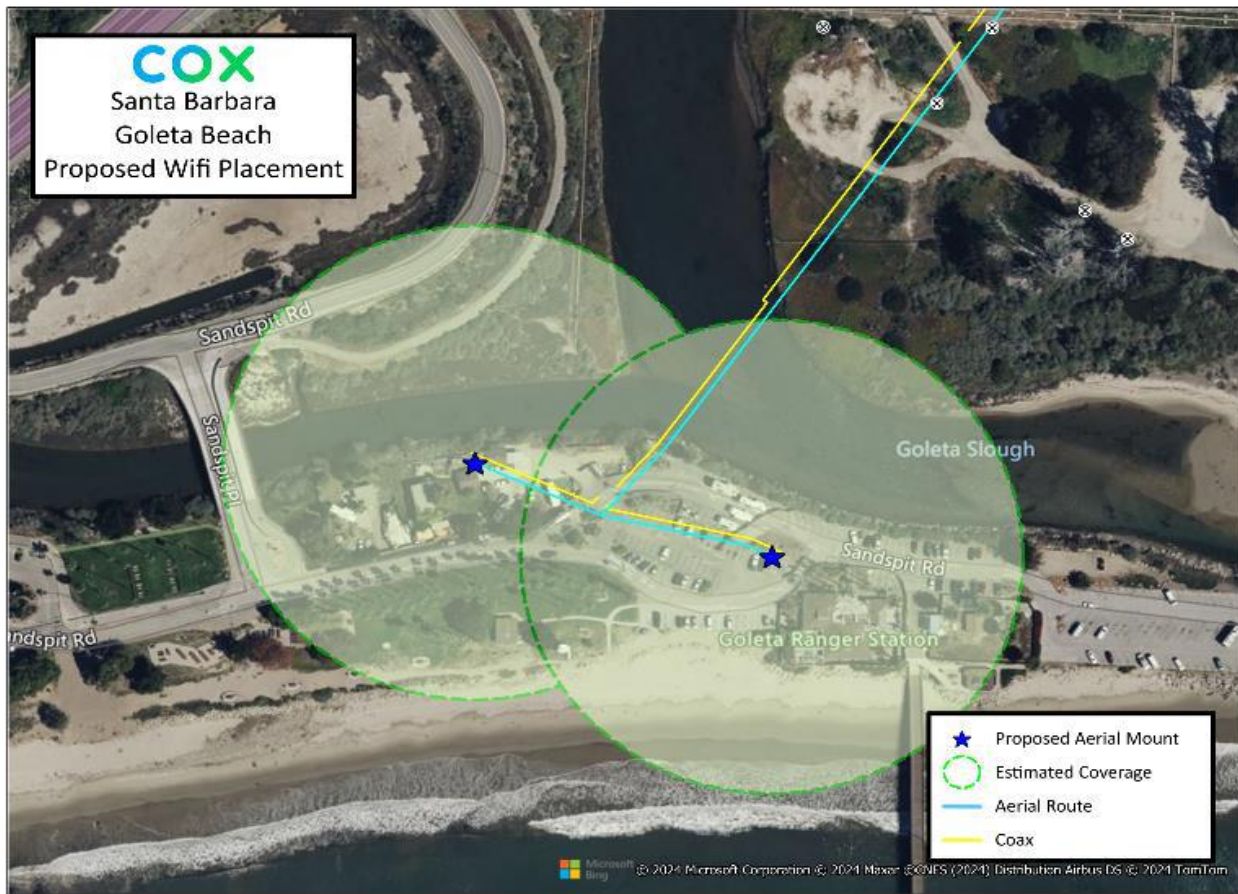 COX
Santa Barbara
Goleta Beach
Proposed Wifi Placement
Sandspit Rd
Sandspit Pl
Goleta Slough
Sandspit Rd
Goleta Ranger Station
andspit Rd
Proposed Aerial Mount
Estimated Coverage
Aerial Route
Coax
Microsoft
Bing
© 2024 Microsoft Corporation © 2024 Maxar ©CNES (2024) Distribution Airbus DS © 2024 TomTom